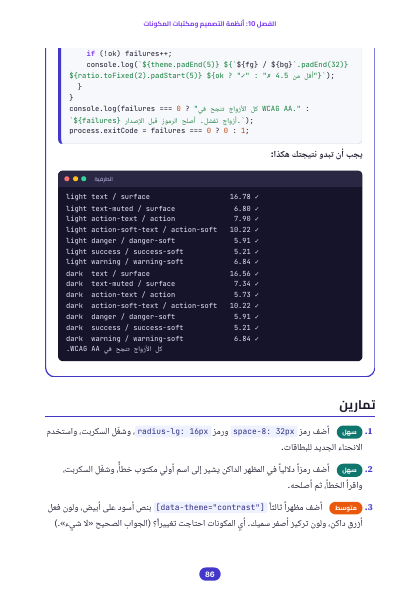 الفصل 10: أنظمة التصميم ومكتبات المكونات
if (!ok) failures++;
console.log(`${theme.padEnd(5)} ${`${fg} / ${bg}`.padEnd(32)}
${ratio.toFixed(2).padStart(5)} ${ok ? "✓" : "✗ أقل من 4.5"}`);
}
}
console.log(failures === 0 ? "كل الأزواج تنجح في WCAG AA." :
`${failures} أزواج تفشل. أصلح الرموز قبل الإصدار.`);
process.exitCode = failures === 0 ? 0 : 1;
يجب أن تبدو نتيجتك هكذا:
الطرفية
light text / surface 16.78 ✓
light text-muted / surface 6.80 ✓
light action-text / action 7.90 ✓
light action-soft-text / action-soft 10.22 ✓
light danger / danger-soft 5.91 ✓
light success / success-soft 5.21 ✓
light warning / warning-soft 6.84 ✓
dark text / surface 16.56 ✓
dark text-muted / surface 7.34 ✓
dark action-text / action 5.73 ✓
dark action-soft-text / action-soft 10.22 ✓
dark danger / danger-soft 5.91 ✓
dark success / success-soft 5.21 ✓
dark warning / warning-soft 6.84 ✓
كل الأزواج تنجح في WCAG AA.
تمارين
1. سهل أضف رمز space-8: 32px ورمز radius-lg: 16px، وشغّل السكربت، واستخدم
الانحناء الجديد للبطاقات.
2. سهل أضف رمزاً دلالياً في المظهر الداكن يشير إلى اسم أولي مكتوب خطأً، وشغّل السكربت،
واقرأ الخطأ، ثم أصلحه.
3. متوسط أضف مظهراً ثالثاً [data-theme="contrast"] بنص أسود على أبيض، ولون فعل
أزرق داكن، ولون تركيز أصفر سميك. أي المكونات احتاجت تغييراً؟ (الجواب الصحيح «لا شيء».)
86